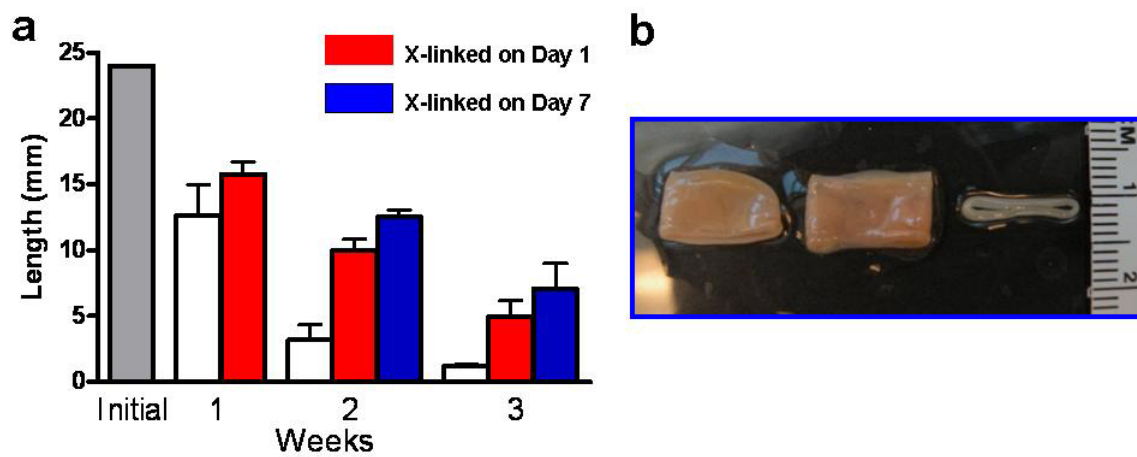 a
X-linked on Day 1
X-linked on Day 7
25
20
15
10
5
0
Length (mm)
Initial 1 2 3
Weeks
b
M
1
2